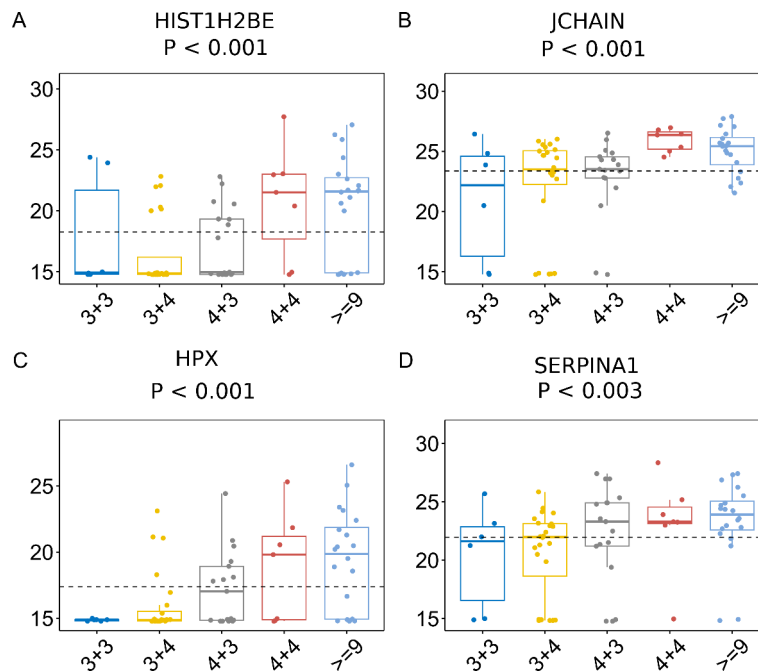 A
HIST1H2BE
P < 0.001
30
25
20
15
3+3
3+4
4+3
4+4
>=9
B
JCHAIN
P < 0.001
30
25
20
15
3+3
3+4
4+3
4+4
>=9
C
HPX
P < 0.001
25
20
15
3+3
3+4
4+3
4+4
>=9
D
SERPINA1
P < 0.003
30
25
20
15
3+3
3+4
4+3
4+4
>=9